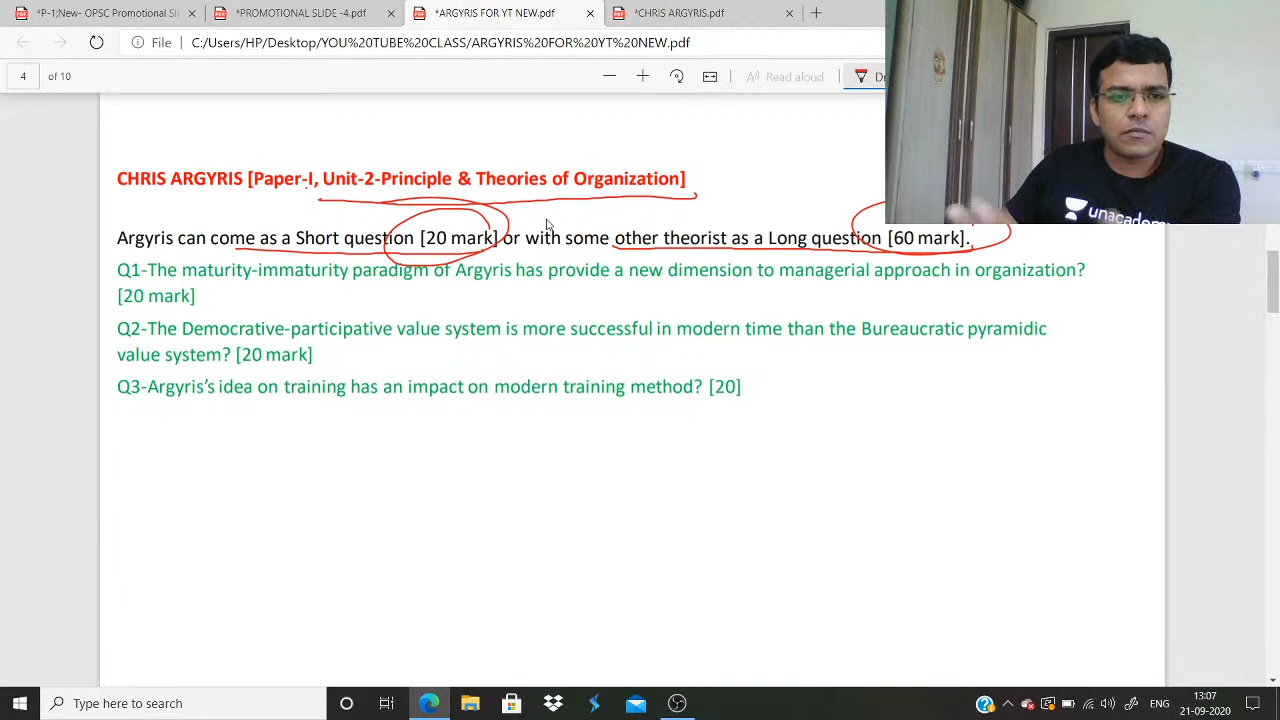 *P-1;New- OPSC Promotional Sli
*PROMOTIONAL SLIDE -4.pdf
*ARGYRIS FOR YT NEW.pdf
*CHRIS ARGYRIS.pdf
File C:/Users/HP/Desktop/YOU%20TUBE%20CLASS/ARGYRIS%20FOR%20YT%20NEW.pdf
4 of 10
Read aloud
CHRIS ARGYRIS [Paper-I, Unit-2-Principle & Theories of Organization]
Argyris can come as a Short question [20 mark] or with some other theorist as a Long question [60 mark].
Q1-The maturity-immaturity paradigm of Argyris has provide a new dimension to managerial approach in organization?
[20 mark]
Q2-The Democrative-participative value system is more successful in modern time than the Bureaucratic pyramidic
value system? [20 mark]
Q3-Argyris's idea on training has an impact on modern training method? [20]
unacadem
Type here to search
ENG
13:07
21-09-2020